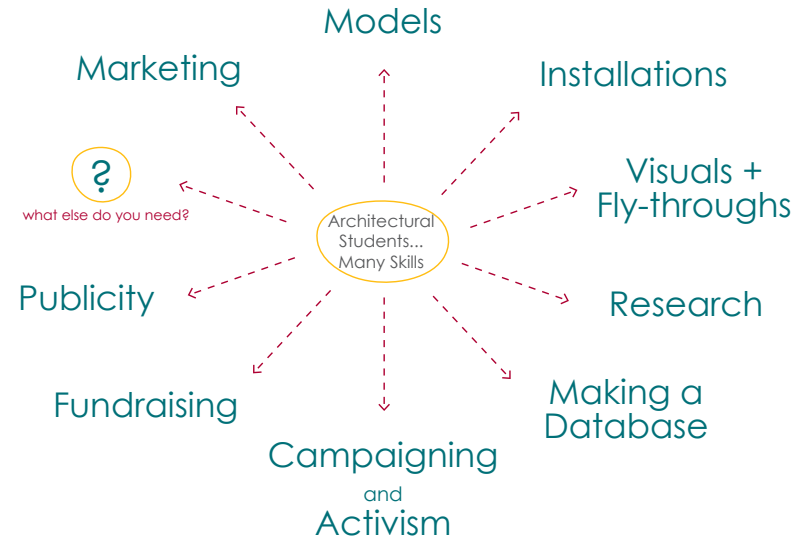 Models
Marketing
Installations
?
what else do you need?
Visuals +
Fly-throughs
Architectural
Students...
Many Skills
Publicity
Research
Fundraising
Making a
Database
Campaigning
and
Activism